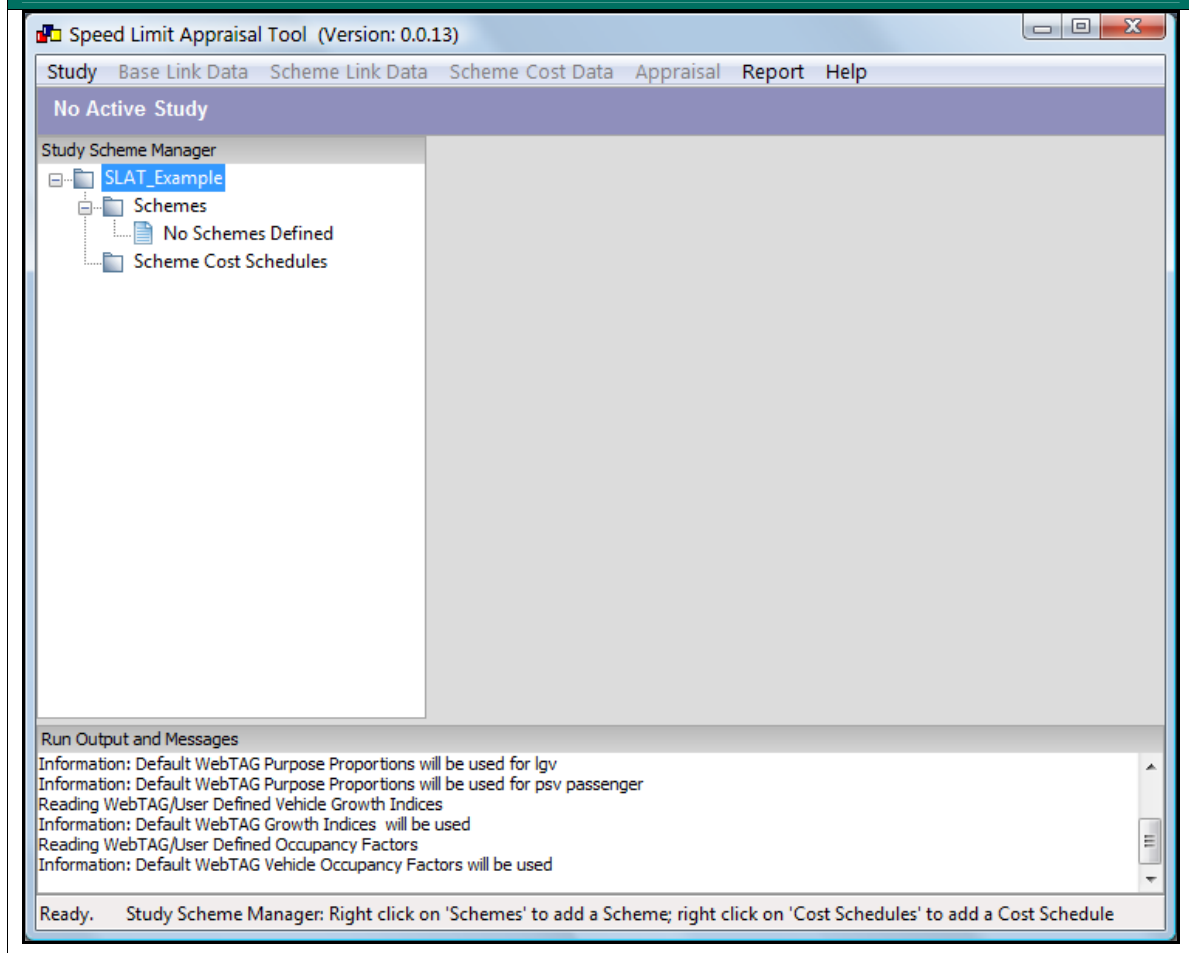 Speed Limit Appraisal Tool (Version: 0.0.13)
Study Base Link Data Scheme Link Data Scheme Cost Data Appraisal Report Help
No Active Study
Study Scheme Manager
SLAT_Example
Schemes
No Schemes Defined
Scheme Cost Schedules
Run Output and Messages
Information: Default WebTAG Purpose Proportions will be used for lgv
Information: Default WebTAG Purpose Proportions will be used for psv passenger
Reading WebTAG/User Defined Vehicle Growth Indices
Information: Default WebTAG Growth Indices will be used
Reading WebTAG/User Defined Occupancy Factors
Information: Default WebTAG Vehicle Occupancy Factors will be used
Ready. Study Scheme Manager: Right click on 'Schemes' to add a Scheme; right click on 'Cost Schedules' to add a Cost Schedule